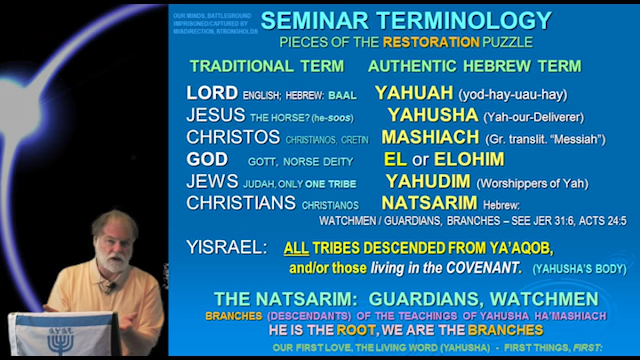 OUR MINDS, BATTLEGROUND
IMPRISONED/CAPTURED BY
MISDIRECTION, STRONGHOLDS
SEMINAR TERMINOLOGY
PIECES OF THE RESTORATION PUZZLE
TRADITIONAL TERM AUTHENTIC HEBREW TERM
LORD ENGLISH; HEBREW: BAAL YAHUAH (yod-hay-uau-hay)
JESUS THE HORSE? (he-soos) YAHUSHA (Yah-our-Deliverer)
CHRISTOS CHRISTIANOS, CRETIN MASHIACH (Gr. translit. “Messiah”)
GOD GOTT, NORSE DEITY EL or ELOHIM
JEWS JUDAH, ONLY ONE TRIBE YAHUDIM (Worshippers of Yah)
CHRISTIANS CHRISTIANOS NATSARIM Hebrew:
WATCHMEN / GUARDIANS, BRANCHES – SEE JER 31:6, ACTS 24:5
YISRAEL: ALL TRIBES DESCENDED FROM YA’AQOB,
and/or those living in the COVENANT. (YAHUSHA’S BODY)
THE NATSARIM: GUARDIANS, WATCHMEN
BRANCHES (DESCENDANTS) OF THE TEACHINGS OF YAHUSHA HA’MASHIACH
HE IS THE ROOT, WE ARE THE BRANCHES
OUR FIRST LOVE, THE LIVING WORD (YAHUSHA) - FIRST THINGS, FIRST: